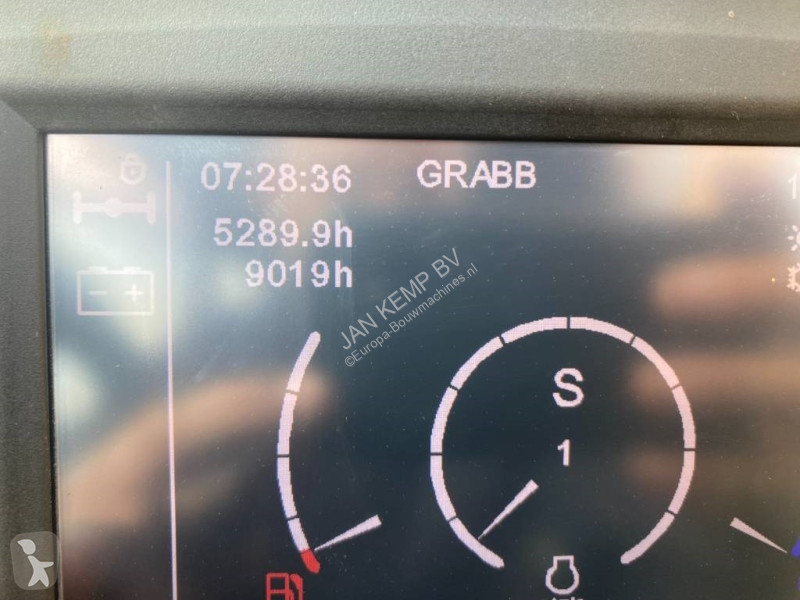 07:28:36 GRABB
5289.9h
9019h
JAN KEMP BV
©Europa-Bouwmachines.nl
S
1